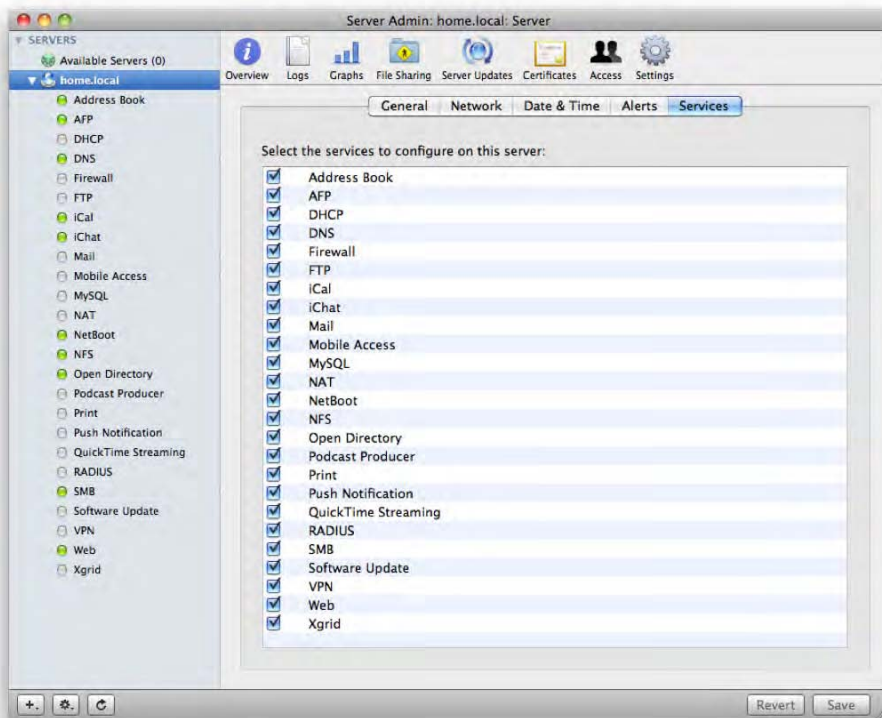 Server Admin: home.local: Server
SERVERS
Available Servers (0)
home.local
Address Book
AFP
DHCP
DNS
Firewall
FTP
iCal
iChat
Mail
Mobile Access
MySQL
NAT
NetBoot
NFS
Open Directory
Podcast Producer
Print
Push Notification
QuickTime Streaming
RADIUS
SMB
Software Update
VPN
Web
Xgrid
Overview Logs Graphs File Sharing Server Updates Certificates Access Settings
General Network Date & Time Alerts Services
Select the services to configure on this server:
Address Book
AFP
DHCP
DNS
Firewall
FTP
iCal
iChat
Mail
Mobile Access
MySQL
NAT
NetBoot
NFS
Open Directory
Podcast Producer
Print
Push Notification
QuickTime Streaming
RADIUS
SMB
Software Update
VPN
Web
Xgrid
Revert Save